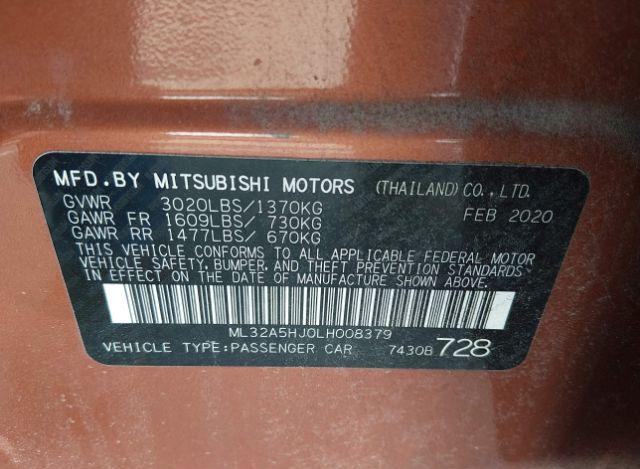 MFD.BY MITSUBISHI MOTORS (THAILAND) CO., LTD.
GVWR 3020LBS/1370KG FEB 2020
GAWR FR 1609LBS/ 730KG
GAWR RR 1477LBS/ 670KG
THIS VEHICLE CONFORMS TO ALL APPLICABLE FEDERAL MOTOR
VEHICLE SAFETY, BUMPER, AND THEFT PREVENTION STANDARDS
IN EFFECT ON THE DATE OF MANUFACTURE SHOWN ABOVE.
ML32A5HJ0LH008379
VEHICLE TYPE:PASSENGER CAR 7430B 728